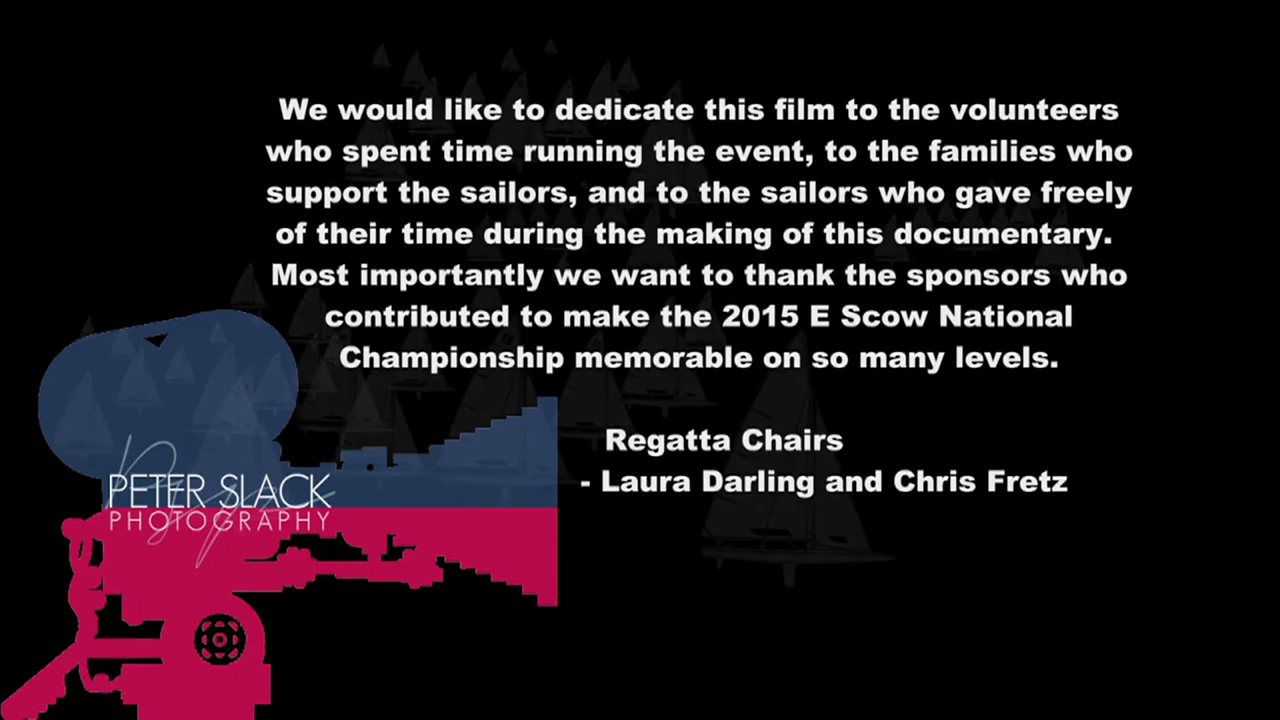 We would like to dedicate this film to the volunteers
who spent time running the event, to the families who
support the sailors, and to the sailors who gave freely
of their time during the making of this documentary.
Most importantly we want to thank the sponsors who
contributed to make the 2015 E Scow National
Championship memorable on so many levels.
Regatta Chairs
- Laura Darling and Chris Fretz
PETER SLACK
PHOTOGRAPHY